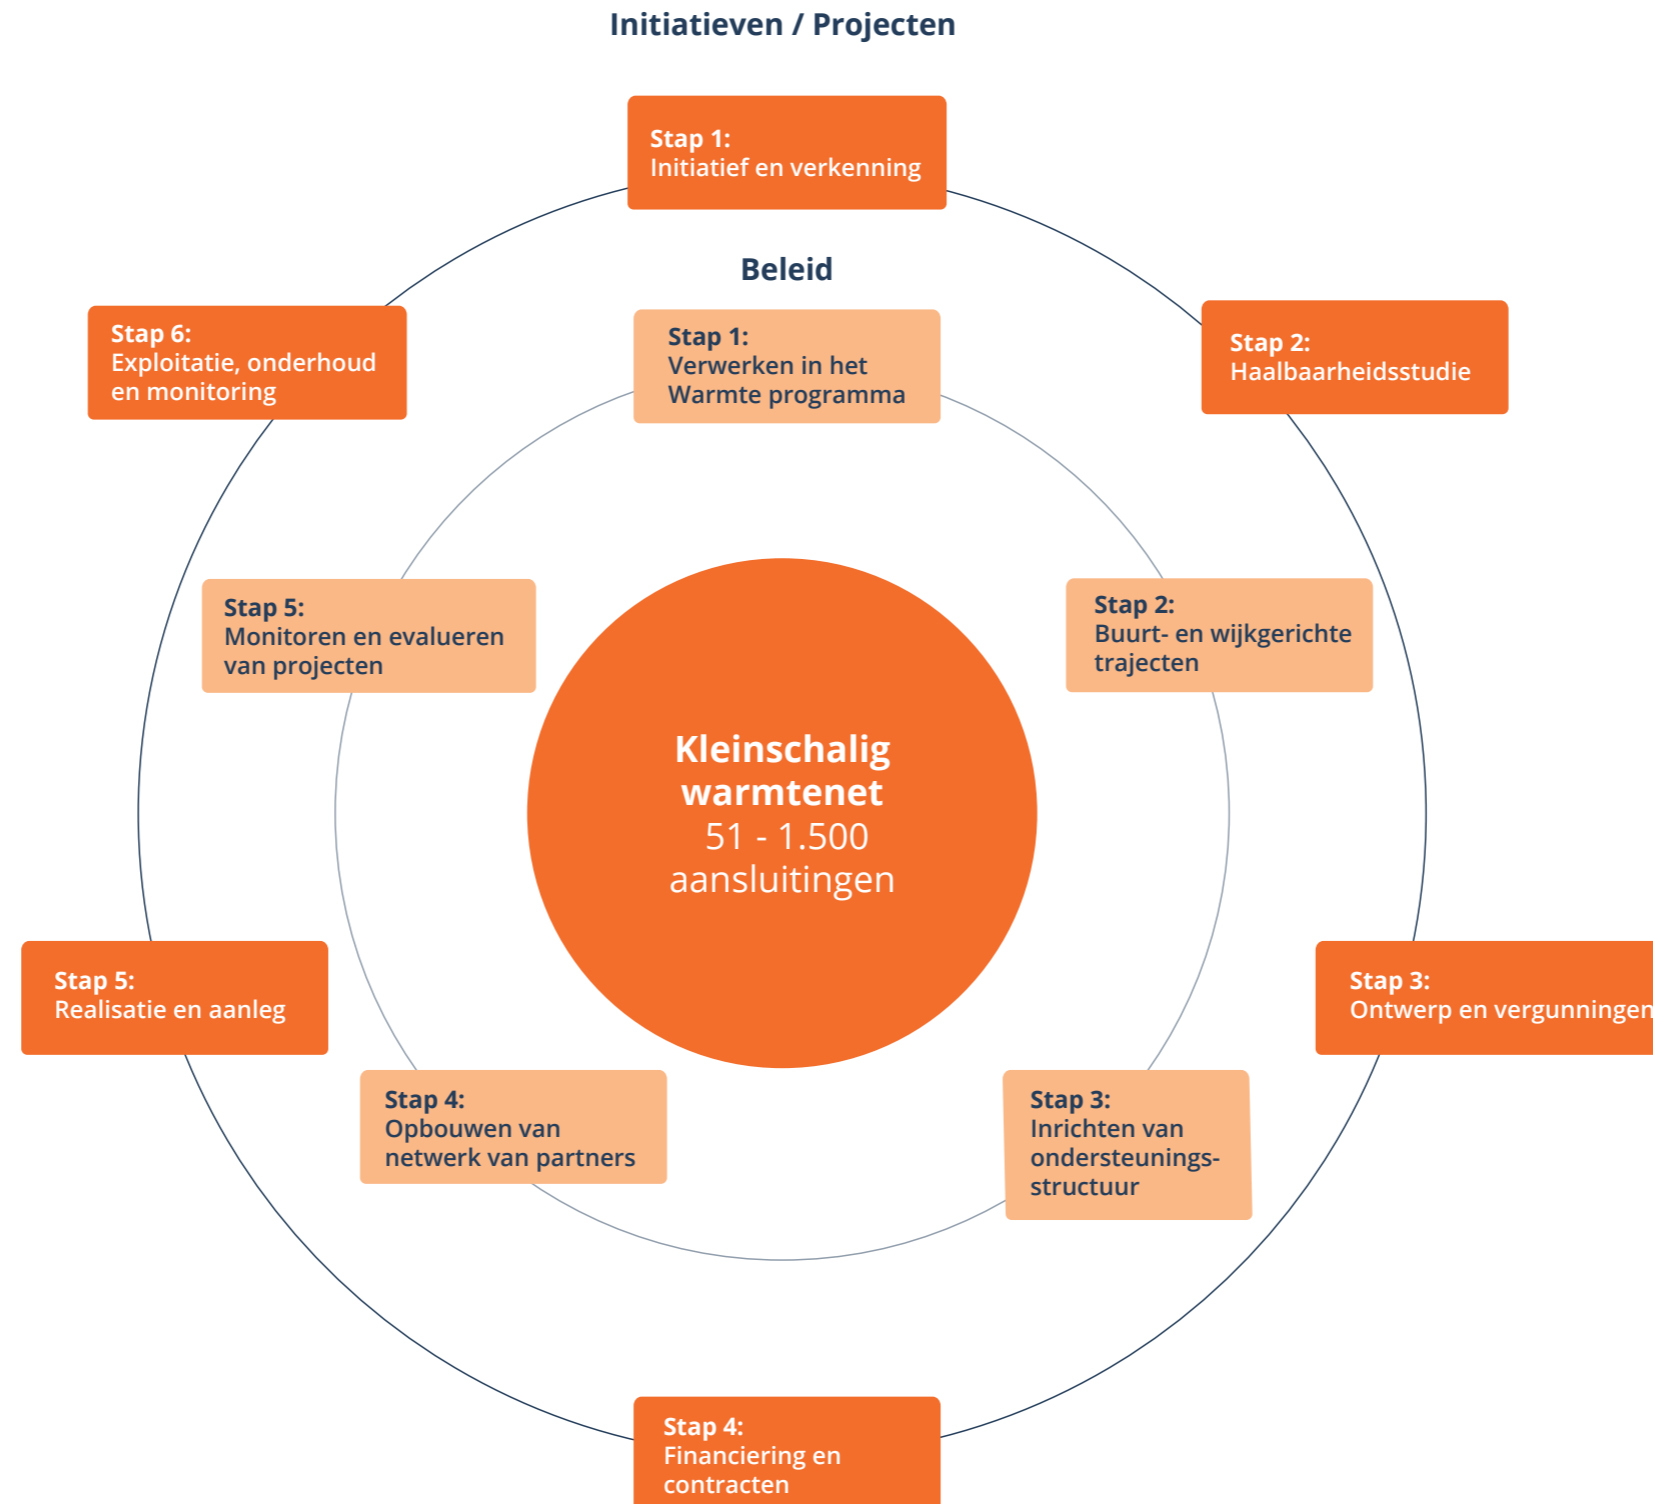 Initiatieven / Projecten
Stap 1:
Initiatief en verkenning
Beleid
Stap 1:
Verwerken in het
Warmte programma
Stap 6:
Exploitatie, onderhoud
en monitoring
Stap 2:
Haalbaarheidsstudie
Stap 5:
Monitoren en evalueren
van projecten
Stap 2:
Buurt- en wijkgerichte
trajecten
Kleinschalig
warmtenet
51 - 1.500
aansluitingen
Stap 5:
Realisatie en aanleg
Stap 3:
Ontwerp en vergunningen
Stap 4:
Opbouwen van
netwerk van partners
Stap 3:
Inrichten van
ondersteunings-
structuur
Stap 4:
Financiering en
contracten